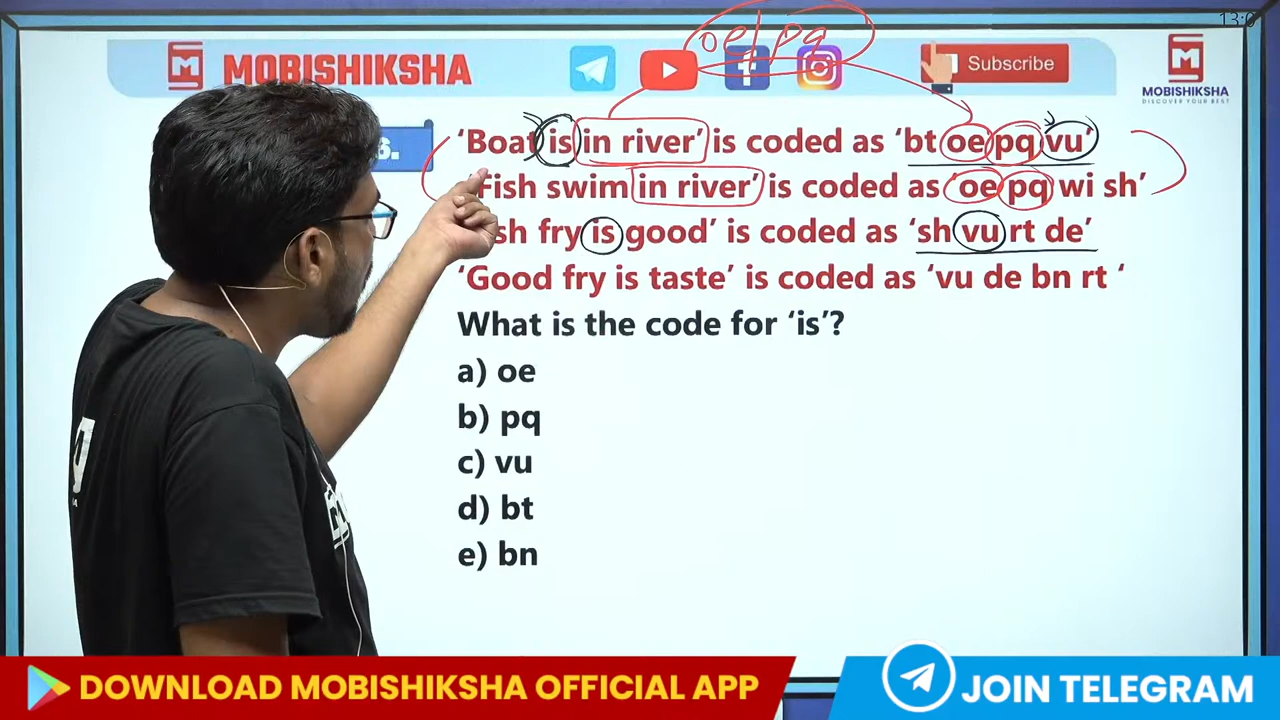 13:0
oe/pq
MOBISHIKSHA
Subscribe
MOBISHIKSHA
DISCOVER YOUR BEST
6.
‘Boat is in river’ is coded as ‘bt oe pq vu’
‘Fish swim in river’ is coded as ‘oe pq wi sh’
sh fry is good’ is coded as ‘sh vu rt de’
‘Good fry is taste’ is coded as ‘vu de bn rt ‘
What is the code for ‘is’?
a) oe
b) pq
c) vu
d) bt
e) bn
DOWNLOAD MOBISHIKSHA OFFICIAL APP
JOIN TELEGRAM